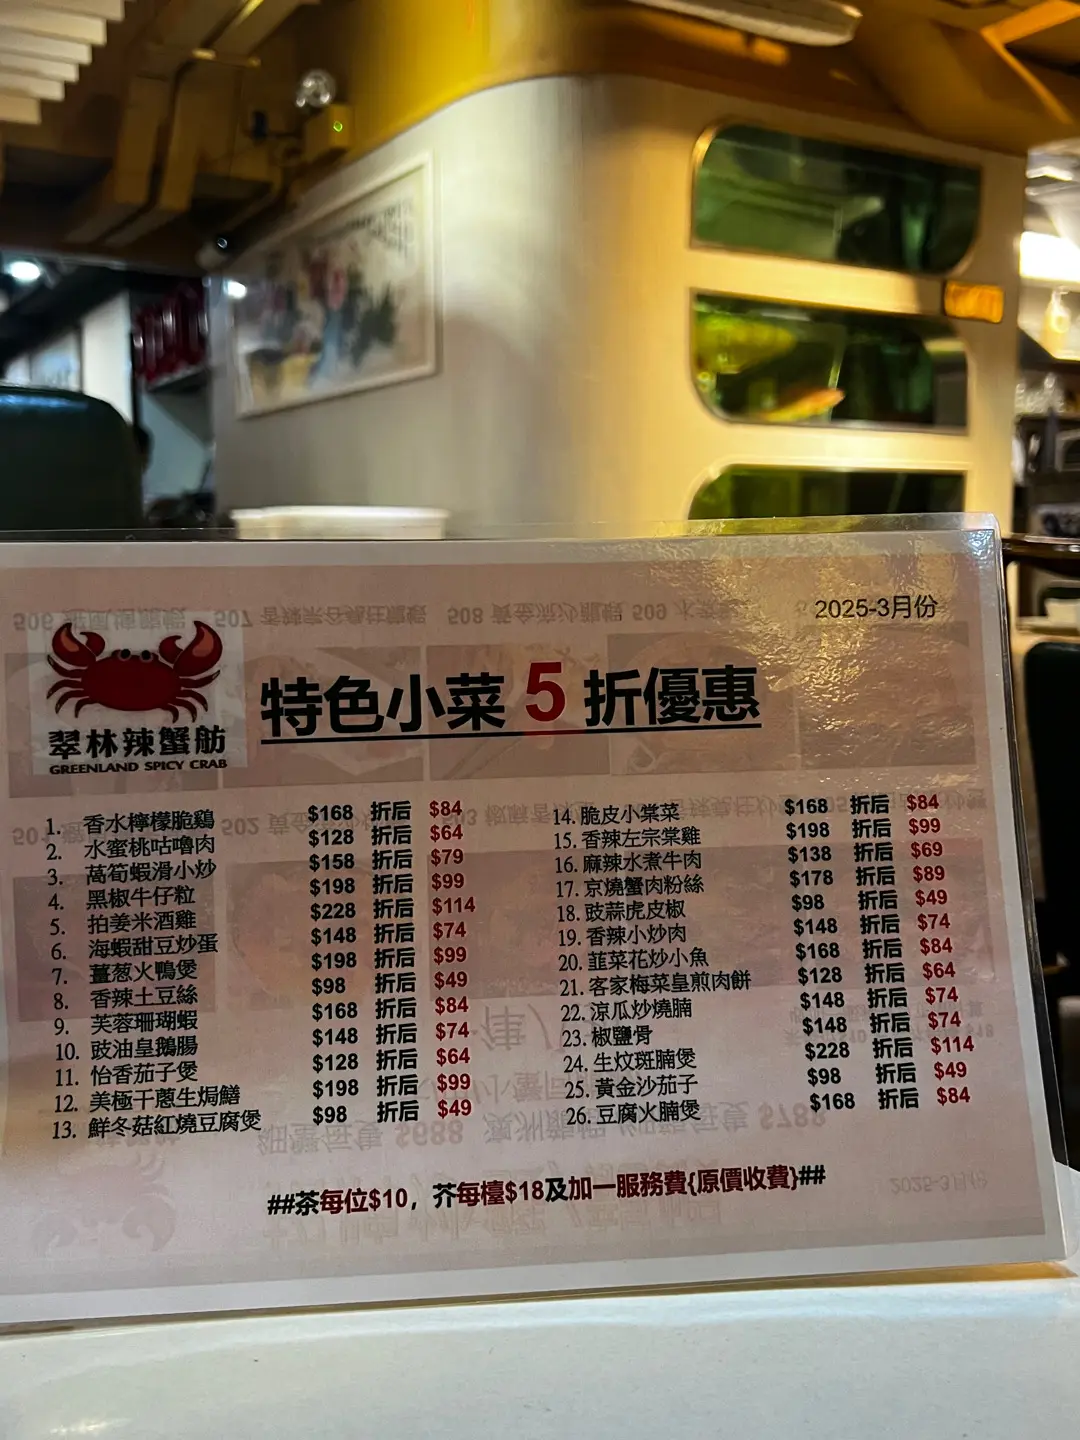 2025-3月份
翠林辣蟹舫
GREENLAND SPICY CRAB
特色小菜 5 折優惠
1. 香水檸檬脆鷄 $168 折后 $84
2. 水蜜桃咕嚕肉 $128 折后 $64
3. 萵筍蝦滑小炒 $158 折后 $79
4. 黑椒牛仔粒 $198 折后 $99
5. 拍姜米酒雞 $228 折后 $114
6. 海蝦甜豆炒蛋 $148 折后 $74
7. 薑葱火鴨煲 $198 折后 $99
8. 香辣土豆絲 $98 折后 $49
9. 芙蓉珊瑚蝦 $168 折后 $84
10. 豉油皇鵝腸 $148 折后 $74
11. 怡香茄子煲 $128 折后 $64
12. 美極干蔥生焗鱔 $198 折后 $99
13. 鮮冬菇紅燒豆腐煲 $98 折后 $49
14. 脆皮小棠菜 $168 折后 $84
15. 香辣左宗棠雞 $198 折后 $99
16. 麻辣水煮牛肉 $138 折后 $69
17. 京燒蟹肉粉絲 $178 折后 $89
18. 豉蒜虎皮椒 $98 折后 $49
19. 香辣小炒肉 $148 折后 $74
20. 韮菜花炒小魚 $168 折后 $84
21. 客家梅菜皇煎肉餅 $128 折后 $64
22. 涼瓜炒燒腩 $148 折后 $74
23. 椒鹽骨 $148 折后 $74
24. 生炆斑腩煲 $228 折后 $114
25. 黃金沙茄子 $98 折后 $49
26. 豆腐火腩煲 $168 折后 $84
##茶每位$10，芥每檯$18及加一服務費{原價收費}##